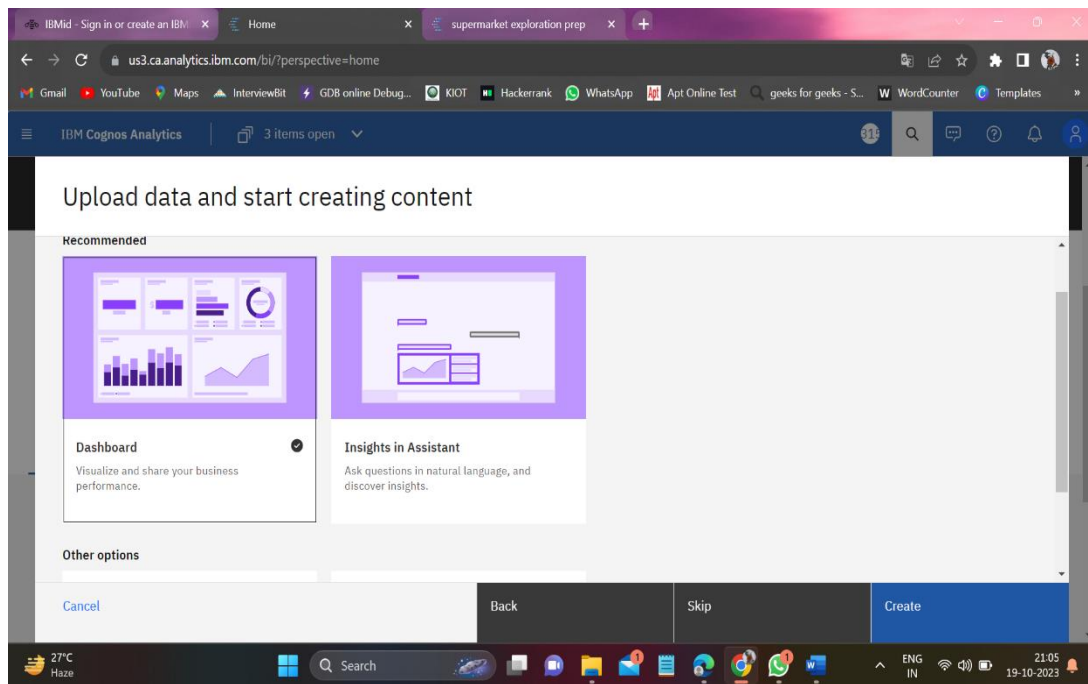 IBMid - Sign in or create an IBM
Home
supermarket exploration prep
us3.ca.analytics.ibm.com/bi/?perspective=home
Gmail YouTube Maps InterviewBit GDB online Debug... KIOT Hackerrank WhatsApp Apt Online Test geeks for geeks - S... WordCounter Templates »
IBM Cognos Analytics 3 items open
Upload data and start creating content
Recommended
Dashboard
Visualize and share your business
performance.
Insights in Assistant
Ask questions in natural language, and
discover insights.
Other options
Cancel Back Skip Create
27°C
Haze
Search
ENG
IN
21:05
19-10-2023